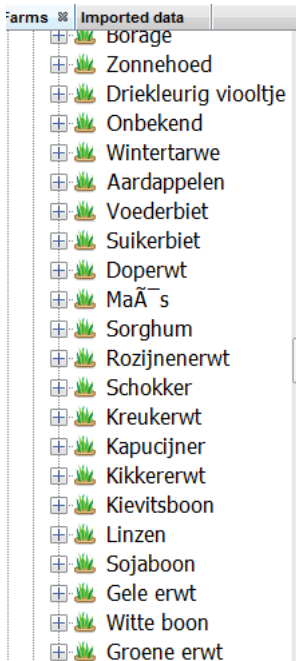 Farms Imported data
Borage
Zonnehoed
Driekleurig viooltje
Onbekend
Wintertarwe
Aardappelen
Voederbiet
Suikerbiet
Doperwt
MaÃ¯s
Sorghum
Rozijnenerwt
Schokker
Kreukerwt
Kapucijner
Kikkererwt
Kievitsboon
Linzen
Sojaboon
Gele erwt
Witte boon
Groene erwt